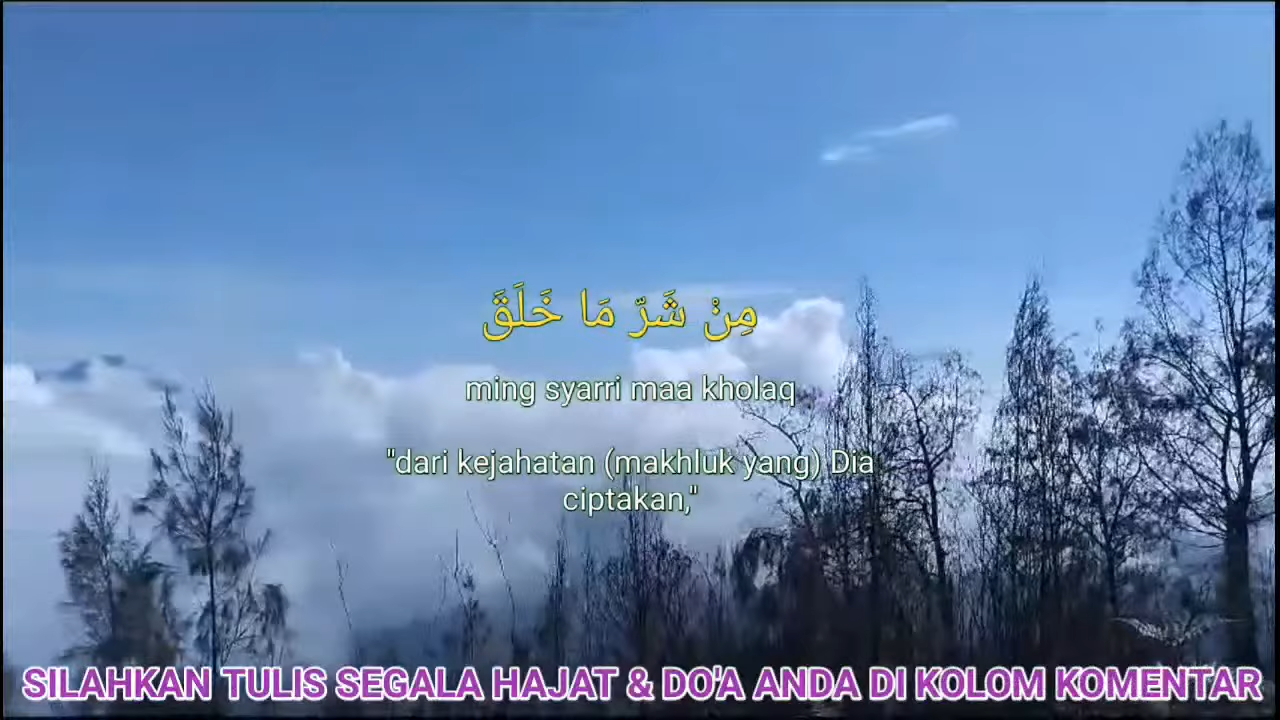 مِنْ شَرّ مَا خَلَقَ
ming syarri maa kholaq
"dari kejahatan (makhluk yang) Dia
ciptakan,"
SILAHKAN TULIS SEGALA HAJAT & DO'A ANDA DI KOLOM KOMENTAR